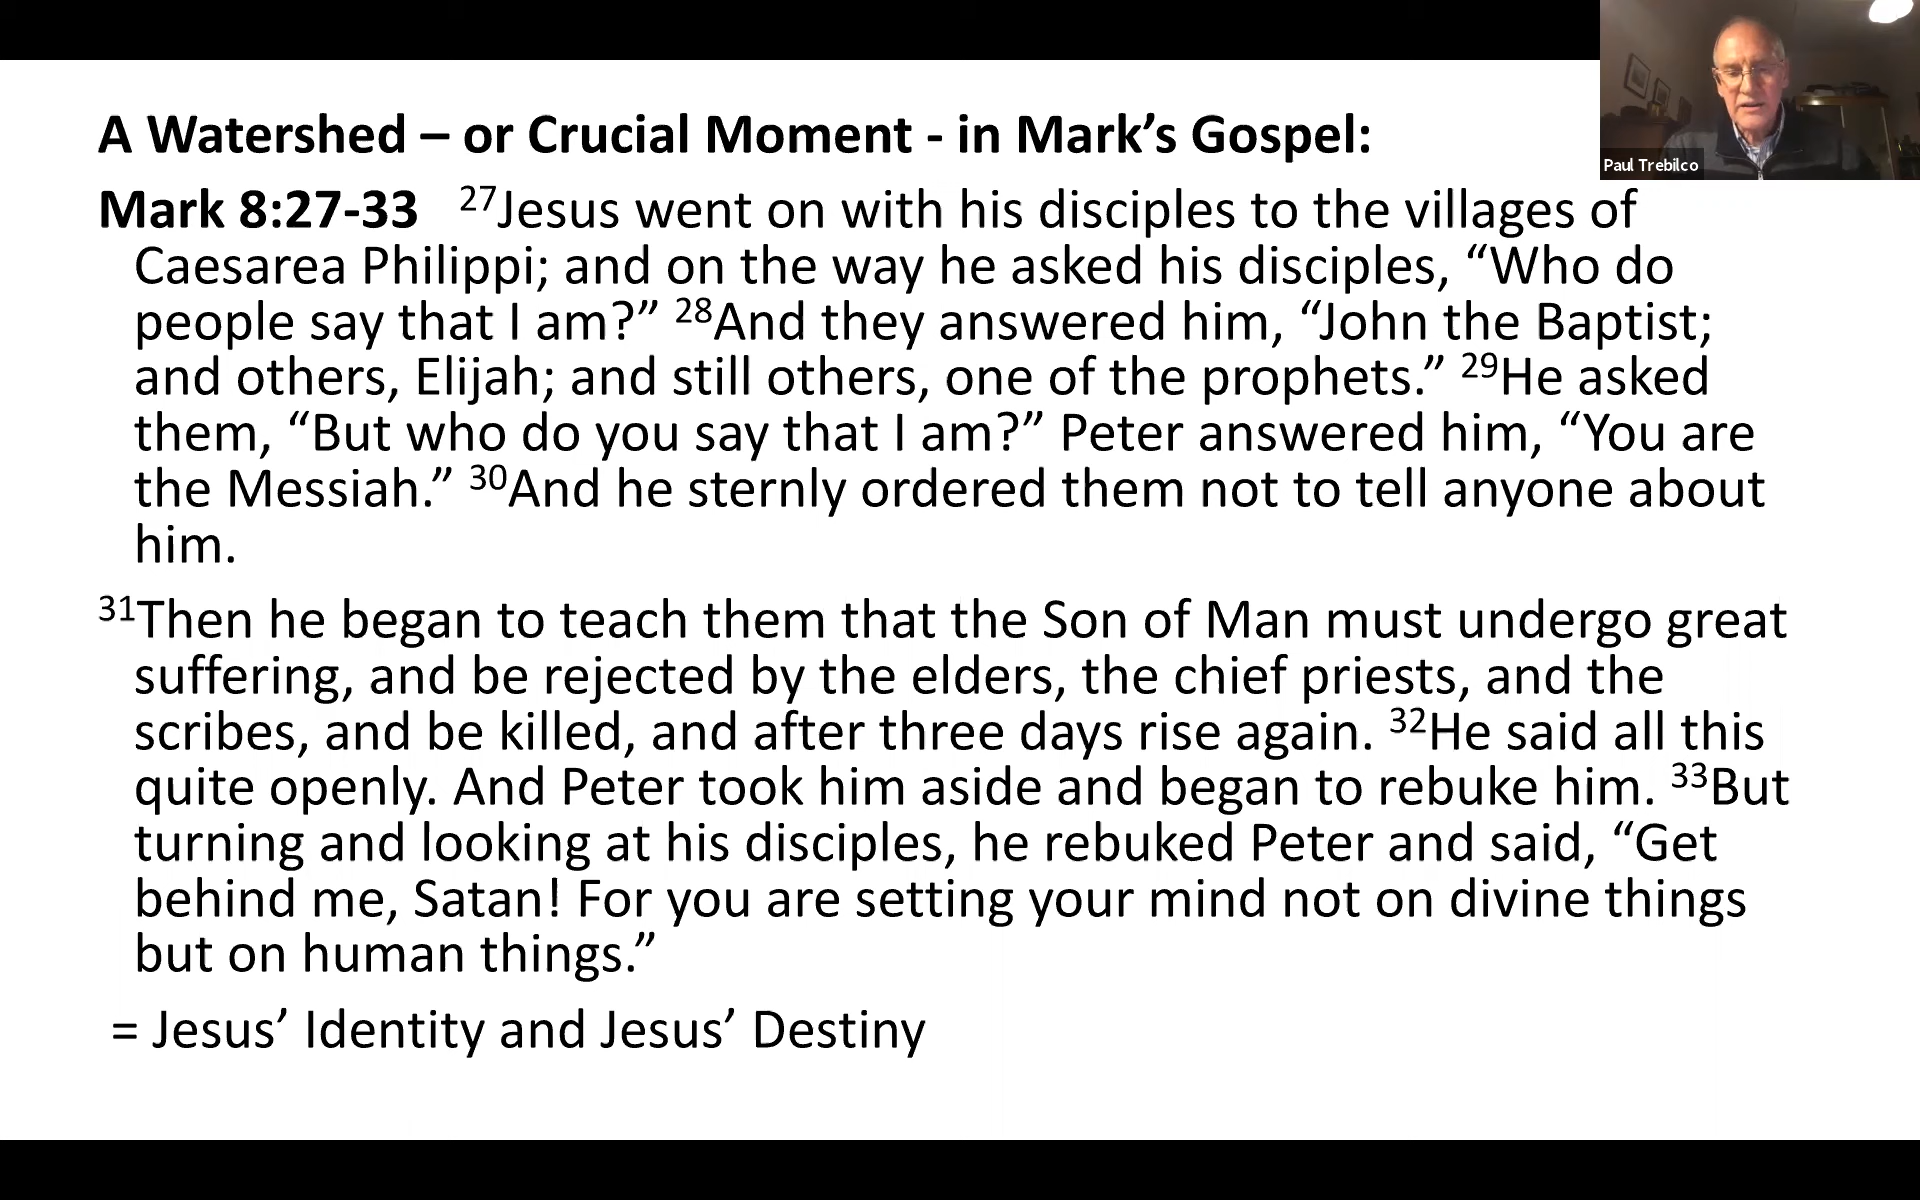 A Watershed – or Crucial Moment - in Mark’s Gospel:
Paul Trebilco
Mark 8:27-33 27Jesus went on with his disciples to the villages of
Caesarea Philippi; and on the way he asked his disciples, “Who do
people say that I am?” 28And they answered him, “John the Baptist;
and others, Elijah; and still others, one of the prophets.” 29He asked
them, “But who do you say that I am?” Peter answered him, “You are
the Messiah.” 30And he sternly ordered them not to tell anyone about
him.
31Then he began to teach them that the Son of Man must undergo great
suffering, and be rejected by the elders, the chief priests, and the
scribes, and be killed, and after three days rise again. 32He said all this
quite openly. And Peter took him aside and began to rebuke him. 33But
turning and looking at his disciples, he rebuked Peter and said, “Get
behind me, Satan! For you are setting your mind not on divine things
but on human things.”
= Jesus’ Identity and Jesus’ Destiny